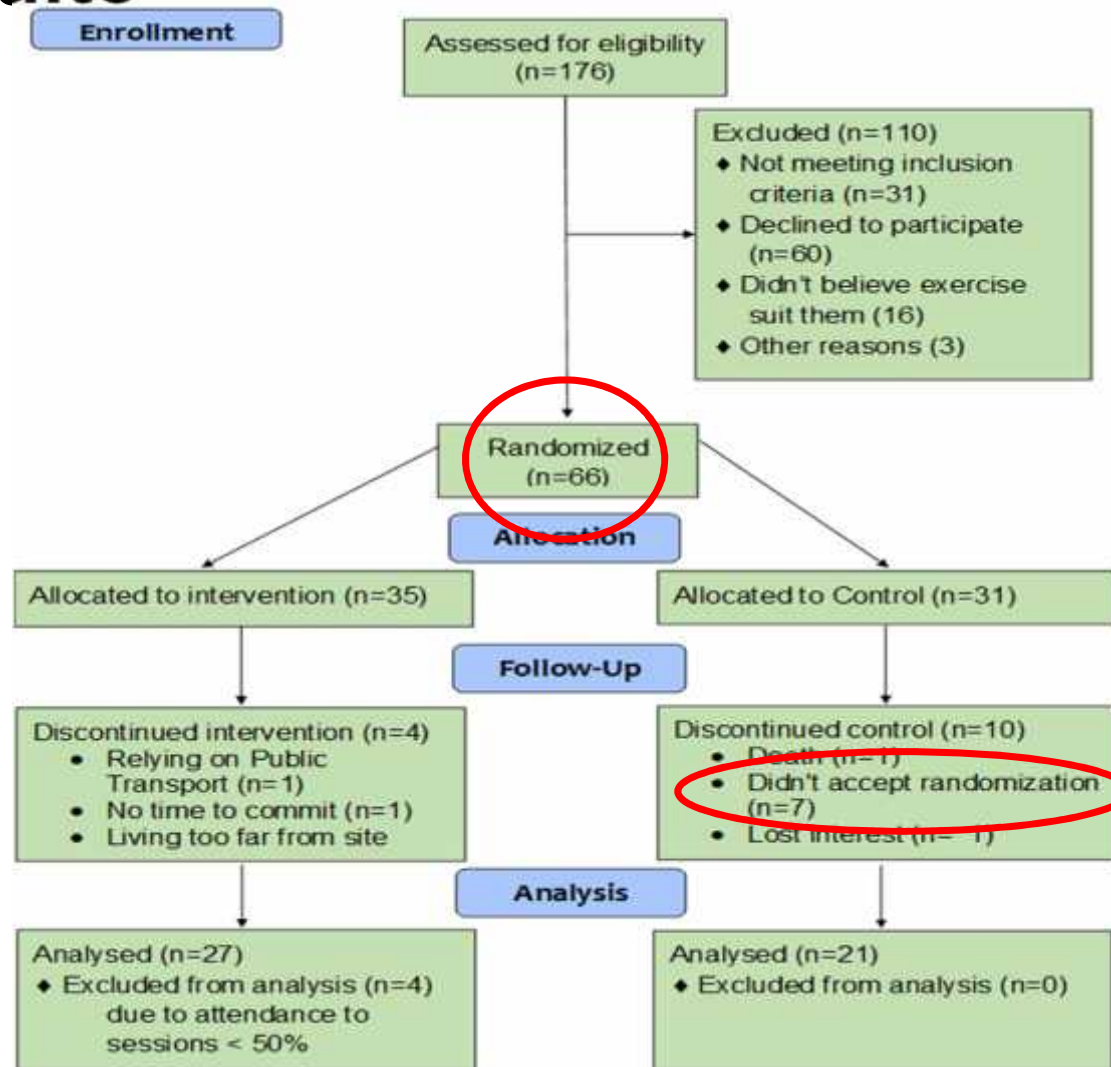 Enrollment
Assessed for eligibility
(n=176)
Excluded (n=110)
♦ Not meeting inclusion
criteria (n=31)
♦ Declined to participate
(n=60)
♦ Didn't believe exercise
suit them (16)
♦ Other reasons (3)
Randomized
(n=66)
Allocation
Allocated to intervention (n=35)
Allocated to Control (n=31)
Follow-Up
Discontinued intervention (n=4)
• Relying on Public
Transport (n=1)
• No time to commit (n=1)
• Living too far from site
Discontinued control (n=10)
• Death (n=1)
• Didn't accept randomization
(n=7)
• Lost interest (n= 1)
Analysis
Analysed (n=27)
♦ Excluded from analysis (n=4)
due to attendance to
sessions < 50%
Analysed (n=21)
♦ Excluded from analysis (n=0)